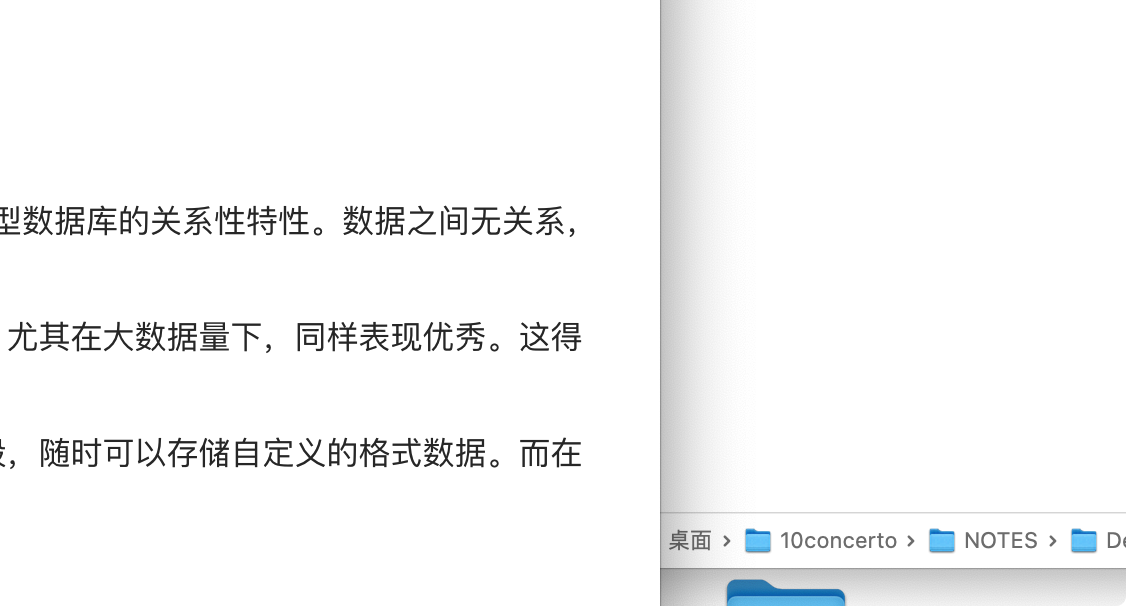 型数据库的关系性特性。数据之间无关系，
尤其在大数据量下，同样表现优秀。这得
，随时可以存储自定义的格式数据。而在
桌面 › 10concerto › NOTES ›